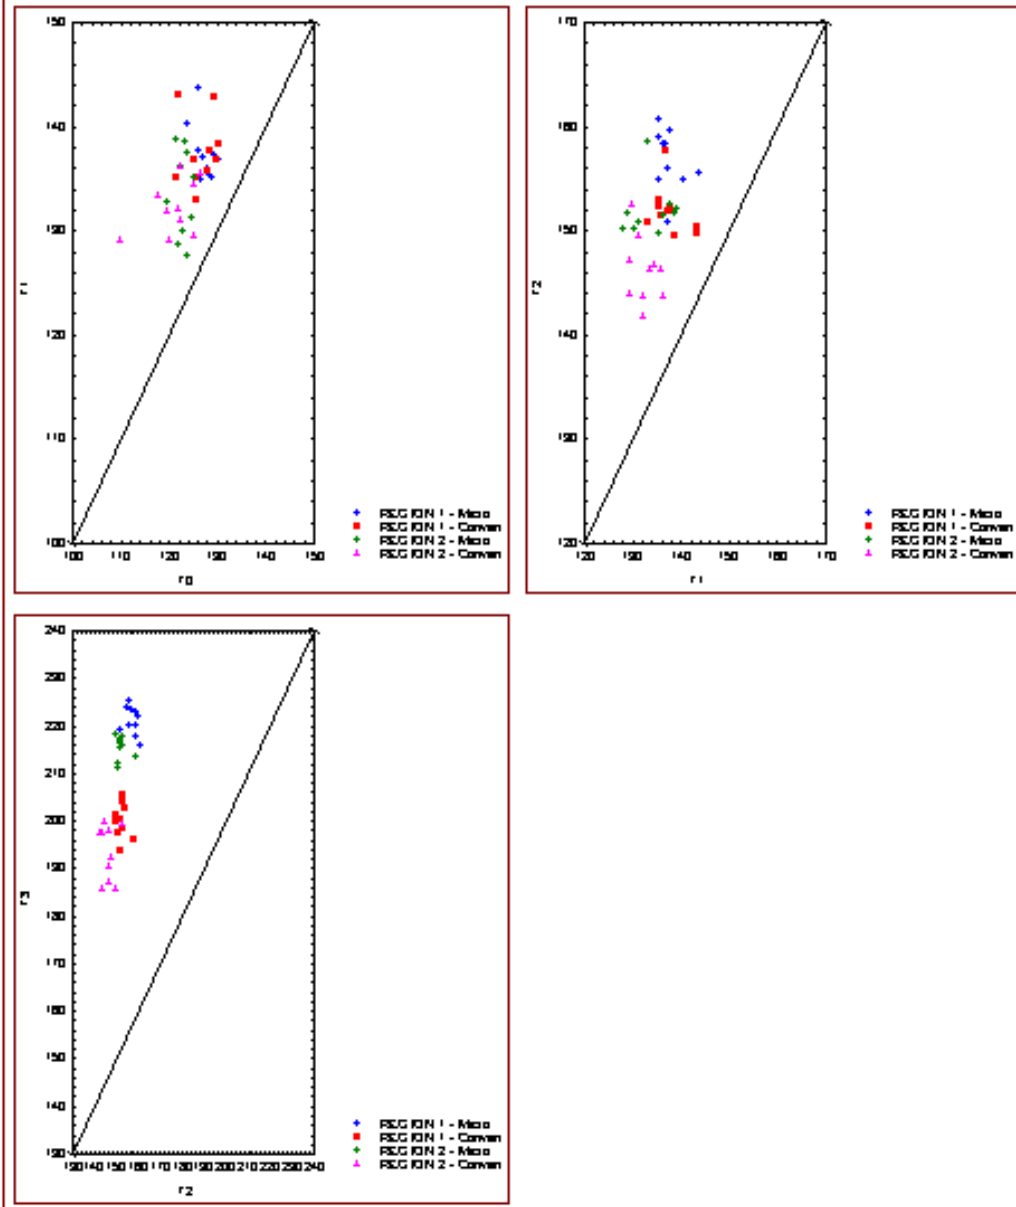 150
140
130
120
110
100
r1
100 110 120 130 140 150
r0
REGION 1 - Micro
REGION 1 - Conven
REGION 2 - Micro
REGION 2 - Conven
170
160
150
140
130
120
r2
120 130 140 150 160 170
r1
REGION 1 - Micro
REGION 1 - Conven
REGION 2 - Micro
REGION 2 - Conven
240
230
220
210
200
190
180
170
160
150
140
130
r3
130 140 150 160 170 180 190 200 210 220 230 240
r2
REGION 1 - Micro
REGION 1 - Conven
REGION 2 - Micro
REGION 2 - Conven